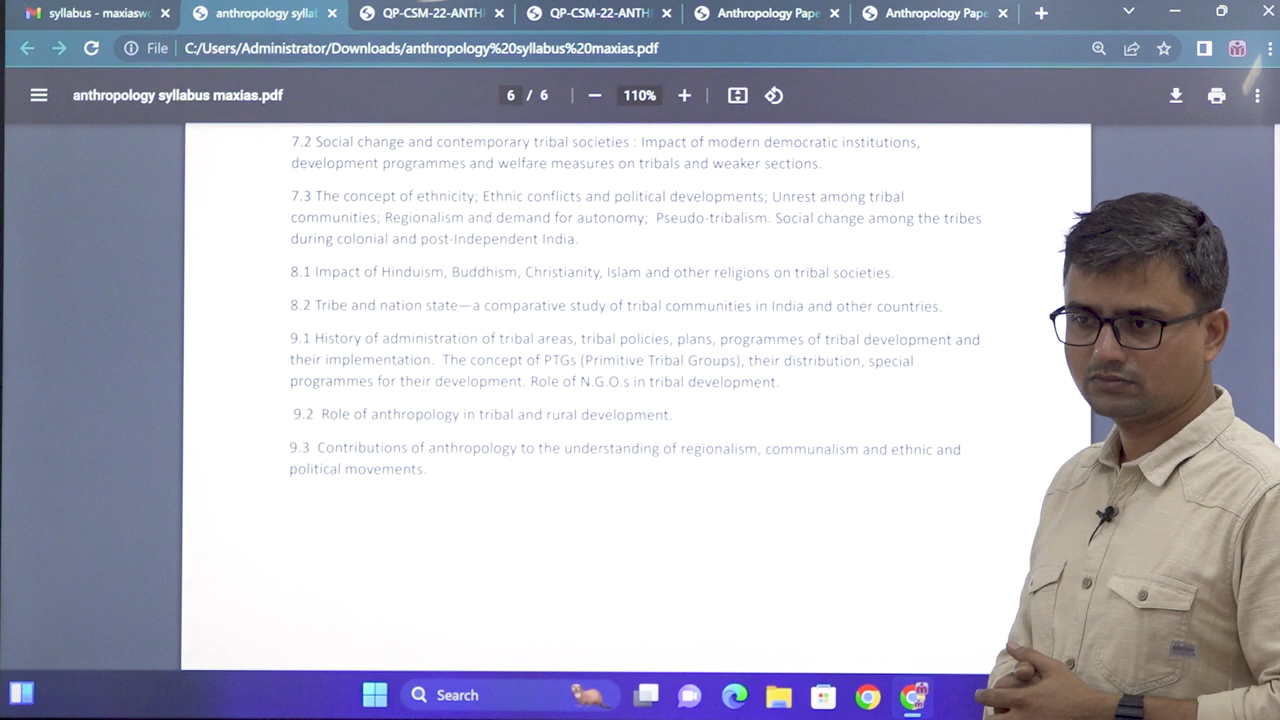 syllabus - maxiasw
anthropology syllab
QP-CSM-22-ANTHI
QP-CSM-22-ANTHI
Anthropology Pape
Anthropology Pape
File
C:/Users/Administrator/Downloads/anthropology%20syllabus%20maxias.pdf
anthropology syllabus maxias.pdf
6 / 6
110%
7.2 Social change and contemporary tribal societies : Impact of modern democratic institutions,
development programmes and welfare measures on tribals and weaker sections.
7.3 The concept of ethnicity; Ethnic conflicts and political developments; Unrest among tribal
communities; Regionalism and demand for autonomy; Pseudo-tribalism. Social change among the tribes
during colonial and post-Independent India.
8.1 Impact of Hinduism, Buddhism, Christianity, Islam and other religions on tribal societies.
8.2 Tribe and nation state—a comparative study of tribal communities in India and other countries.
9.1 History of administration of tribal areas, tribal policies, plans, programmes of tribal development and
their implementation. The concept of PTGs (Primitive Tribal Groups), their distribution, special
programmes for their development. Role of N.G.O.s in tribal development.
9.2 Role of anthropology in tribal and rural development.
9.3 Contributions of anthropology to the understanding of regionalism, communalism and ethnic and
political movements.
Search